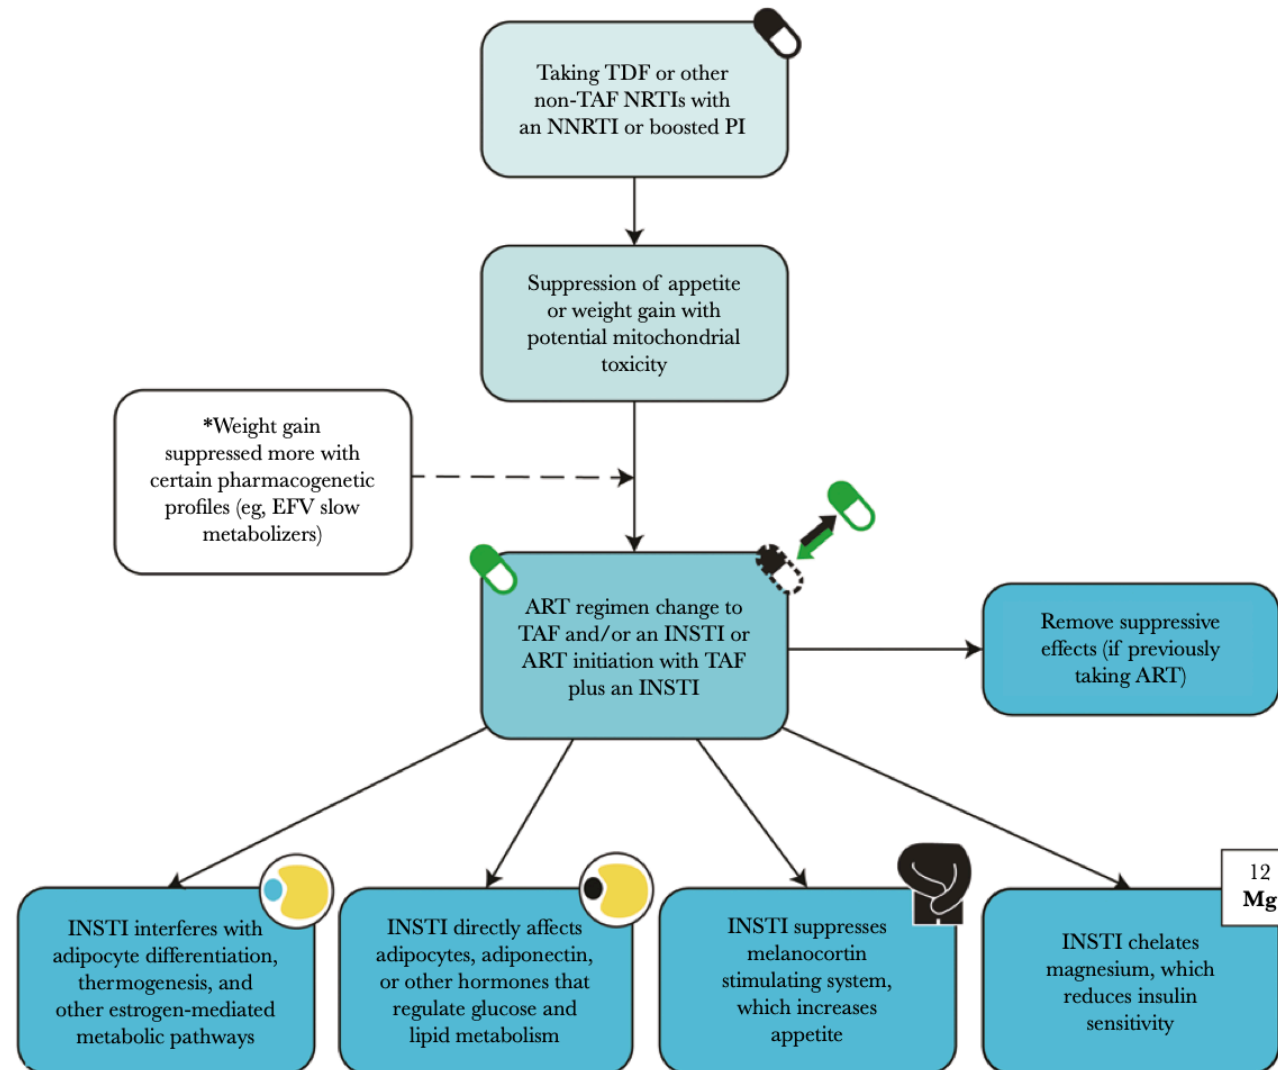 Taking TDF or other
non-TAF NRTIs with
an NNRTI or boosted PI
Suppression of appetite
or weight gain with
potential mitochondrial
toxicity
*Weight gain
suppressed more with
certain pharmacogenetic
profiles (eg, EFV slow
metabolizers)
ART regimen change to
TAF and/or an INSTI or
ART initiation with TAF
plus an INSTI
Remove suppressive
effects (if previously
taking ART)
INSTI interferes with
adipocyte differentiation,
thermogenesis, and
other estrogen-mediated
metabolic pathways
INSTI directly affects
adipocytes, adiponectin,
or other hormones that
regulate glucose and
lipid metabolism
INSTI suppresses
melanocortin
stimulating system,
which increases
appetite
12
Mg
INSTI chelates
magnesium, which
reduces insulin
sensitivity